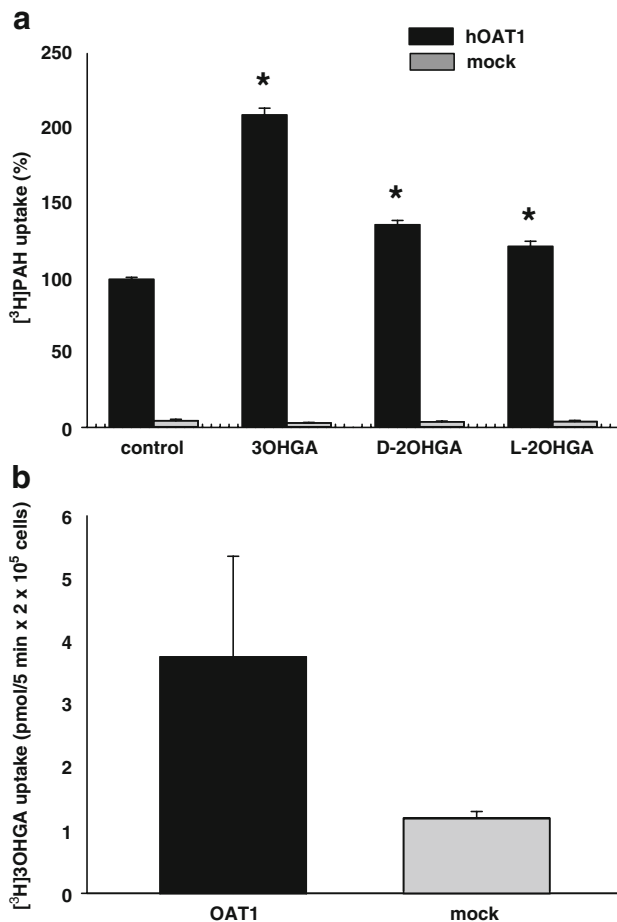 a
hOAT1
mock
[³H]PAH uptake (%)
250
200
150
100
50
0
*
*
*
control 3OHGA D-2OHGA L-2OHGA
b
[³H]3OHGA uptake (pmol/5 min x 2 x 10⁵ cells)
6
5
4
3
2
1
0
OAT1 mock